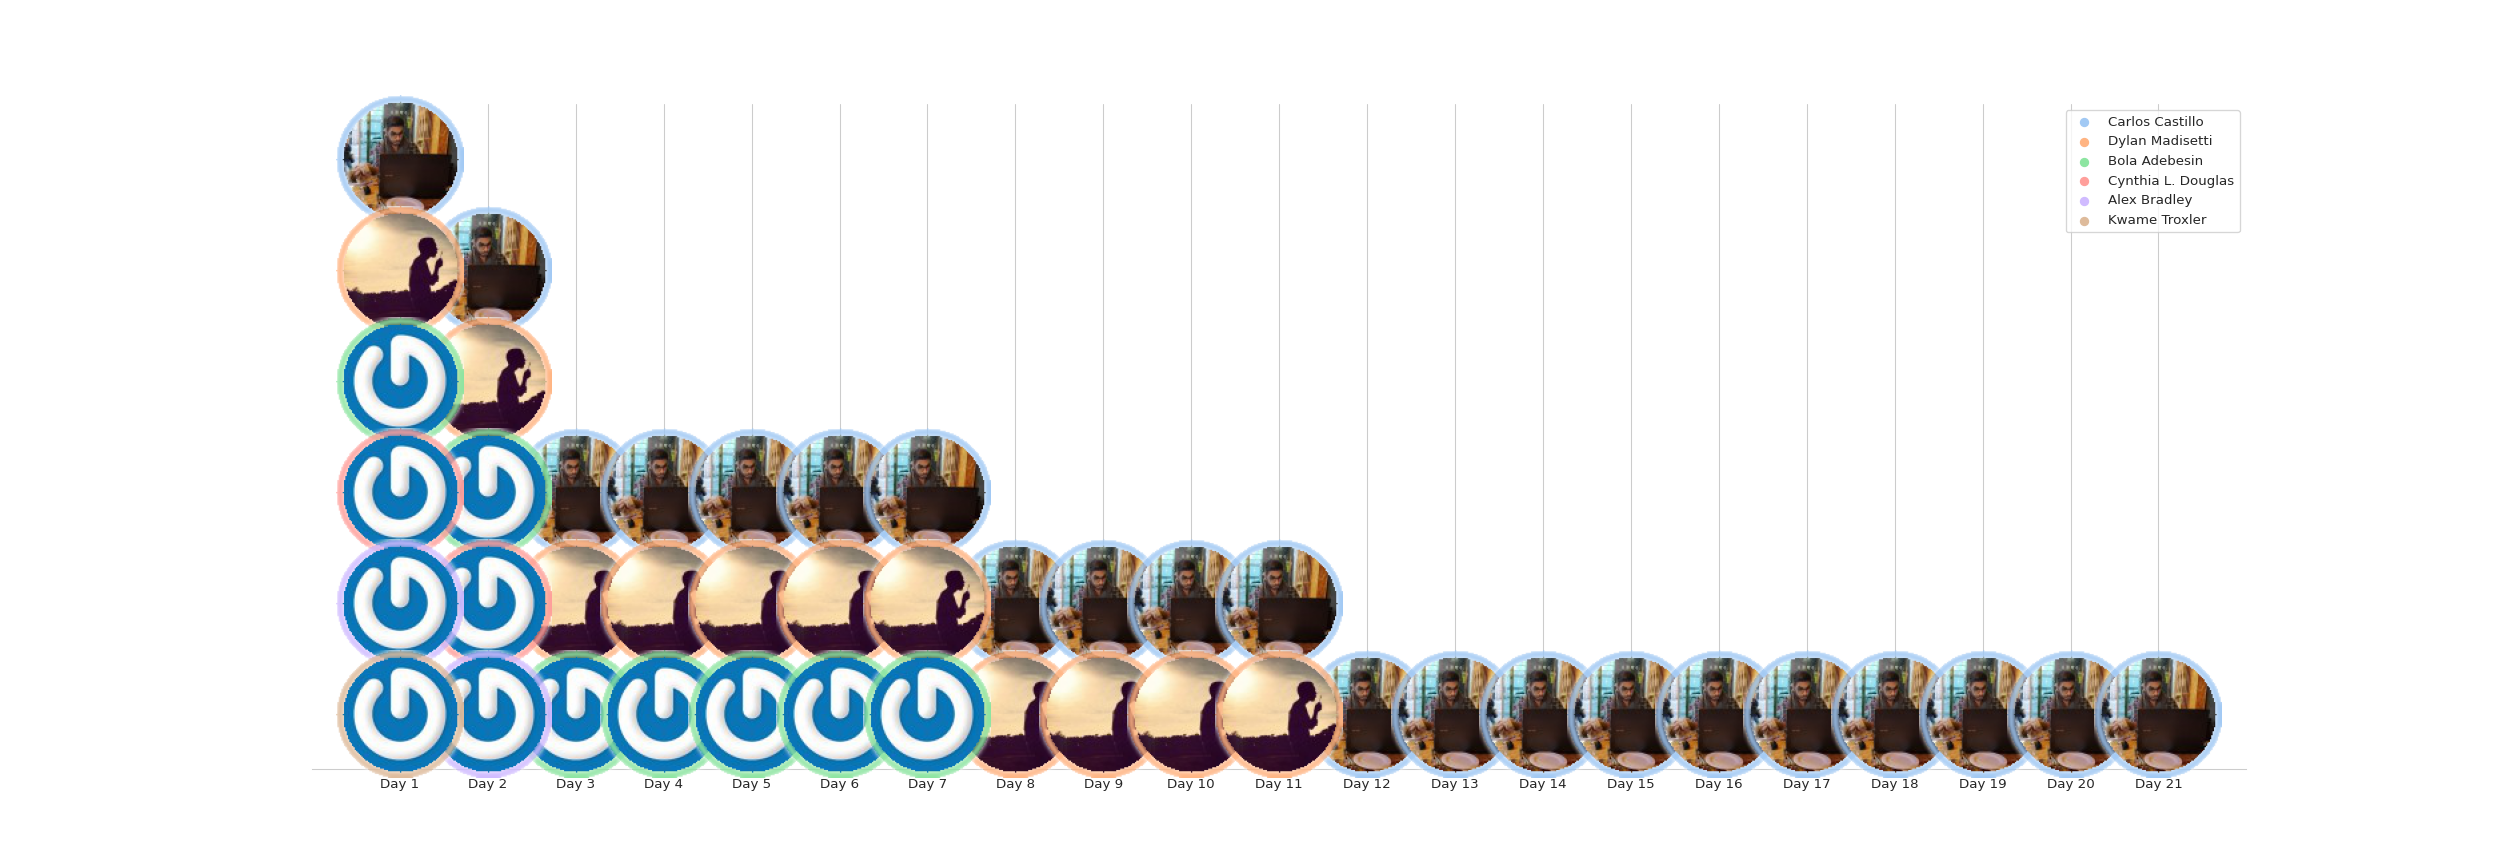 Carlos Castillo
Dylan Madisetti
Bola Adebesin
Cynthia L. Douglas
Alex Bradley
Kwame Troxler
Day 1 Day 2 Day 3 Day 4 Day 5 Day 6 Day 7 Day 8 Day 9 Day 10 Day 11 Day 12 Day 13 Day 14 Day 15 Day 16 Day 17 Day 18 Day 19 Day 20 Day 21